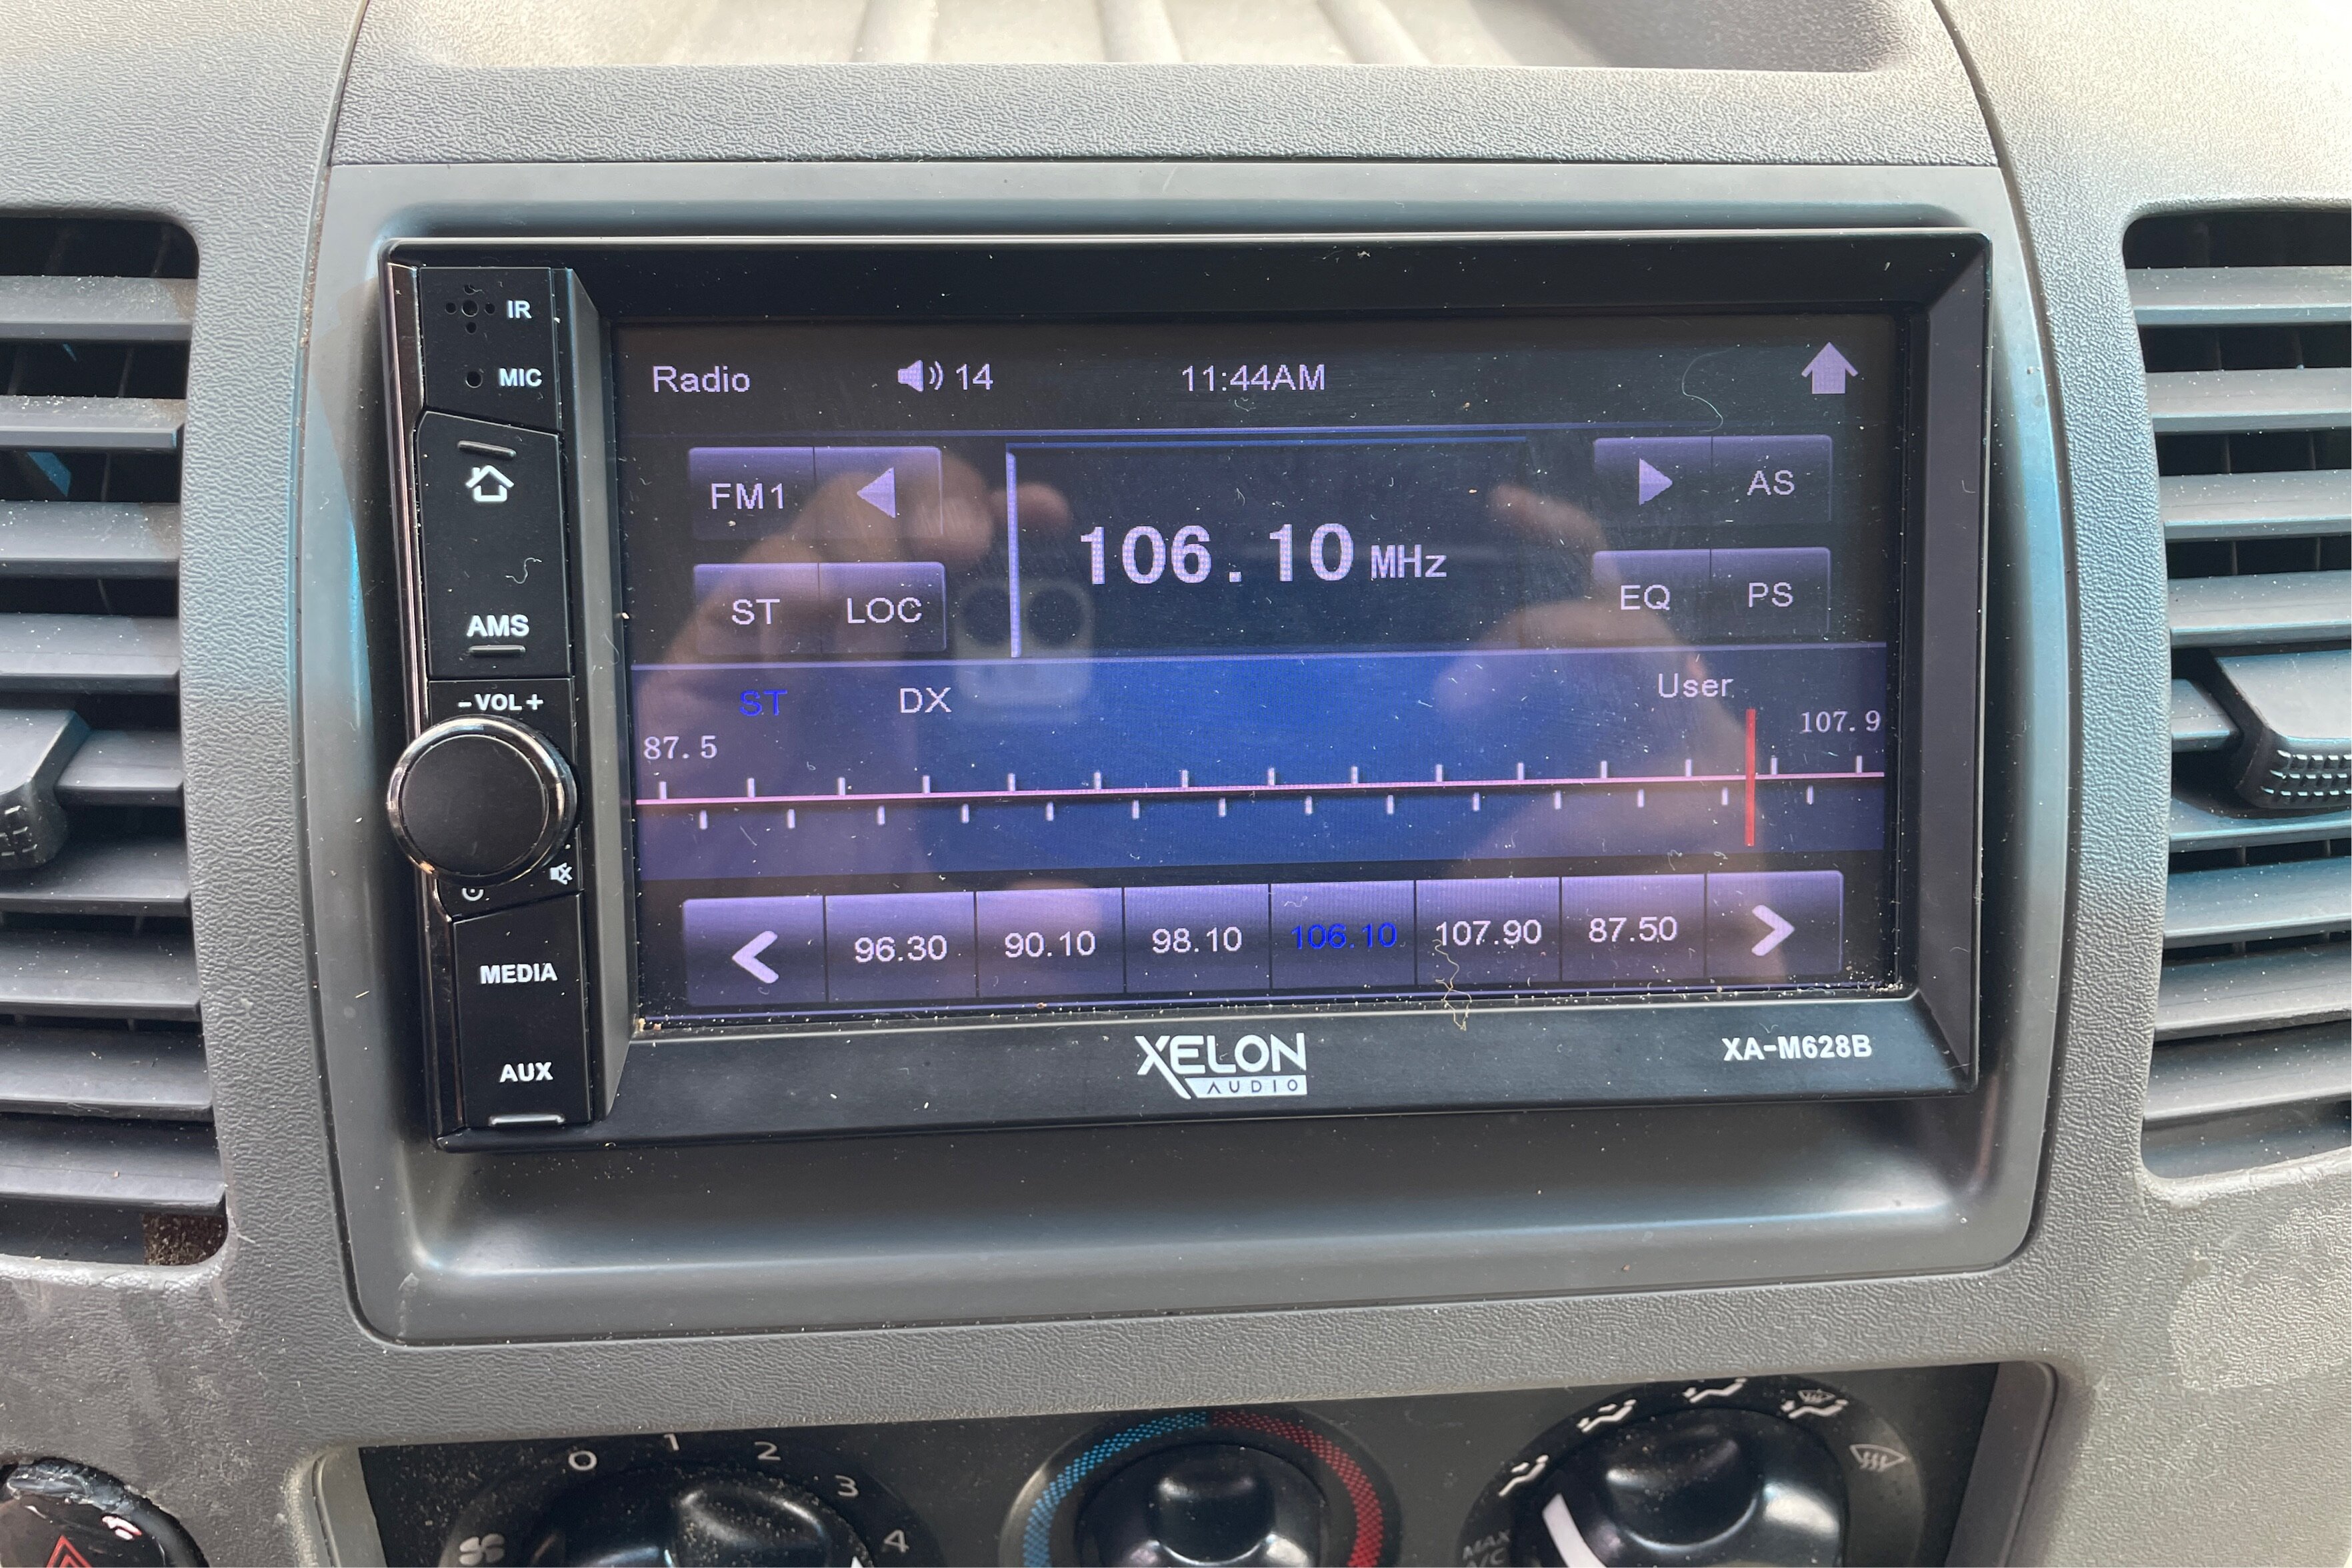 IR
MIC
AMS
- VOL +
MEDIA
AUX
Radio 14 11:44AM
FM1 AS
106.10 MHz
ST LOC EQ PS
ST DX User
87.5 107.9
96.30 90.10 98.10 106.10 107.90 87.50
XELON
AUDIO
XA-M628B
0 1 2 3 4
MAX
A/C